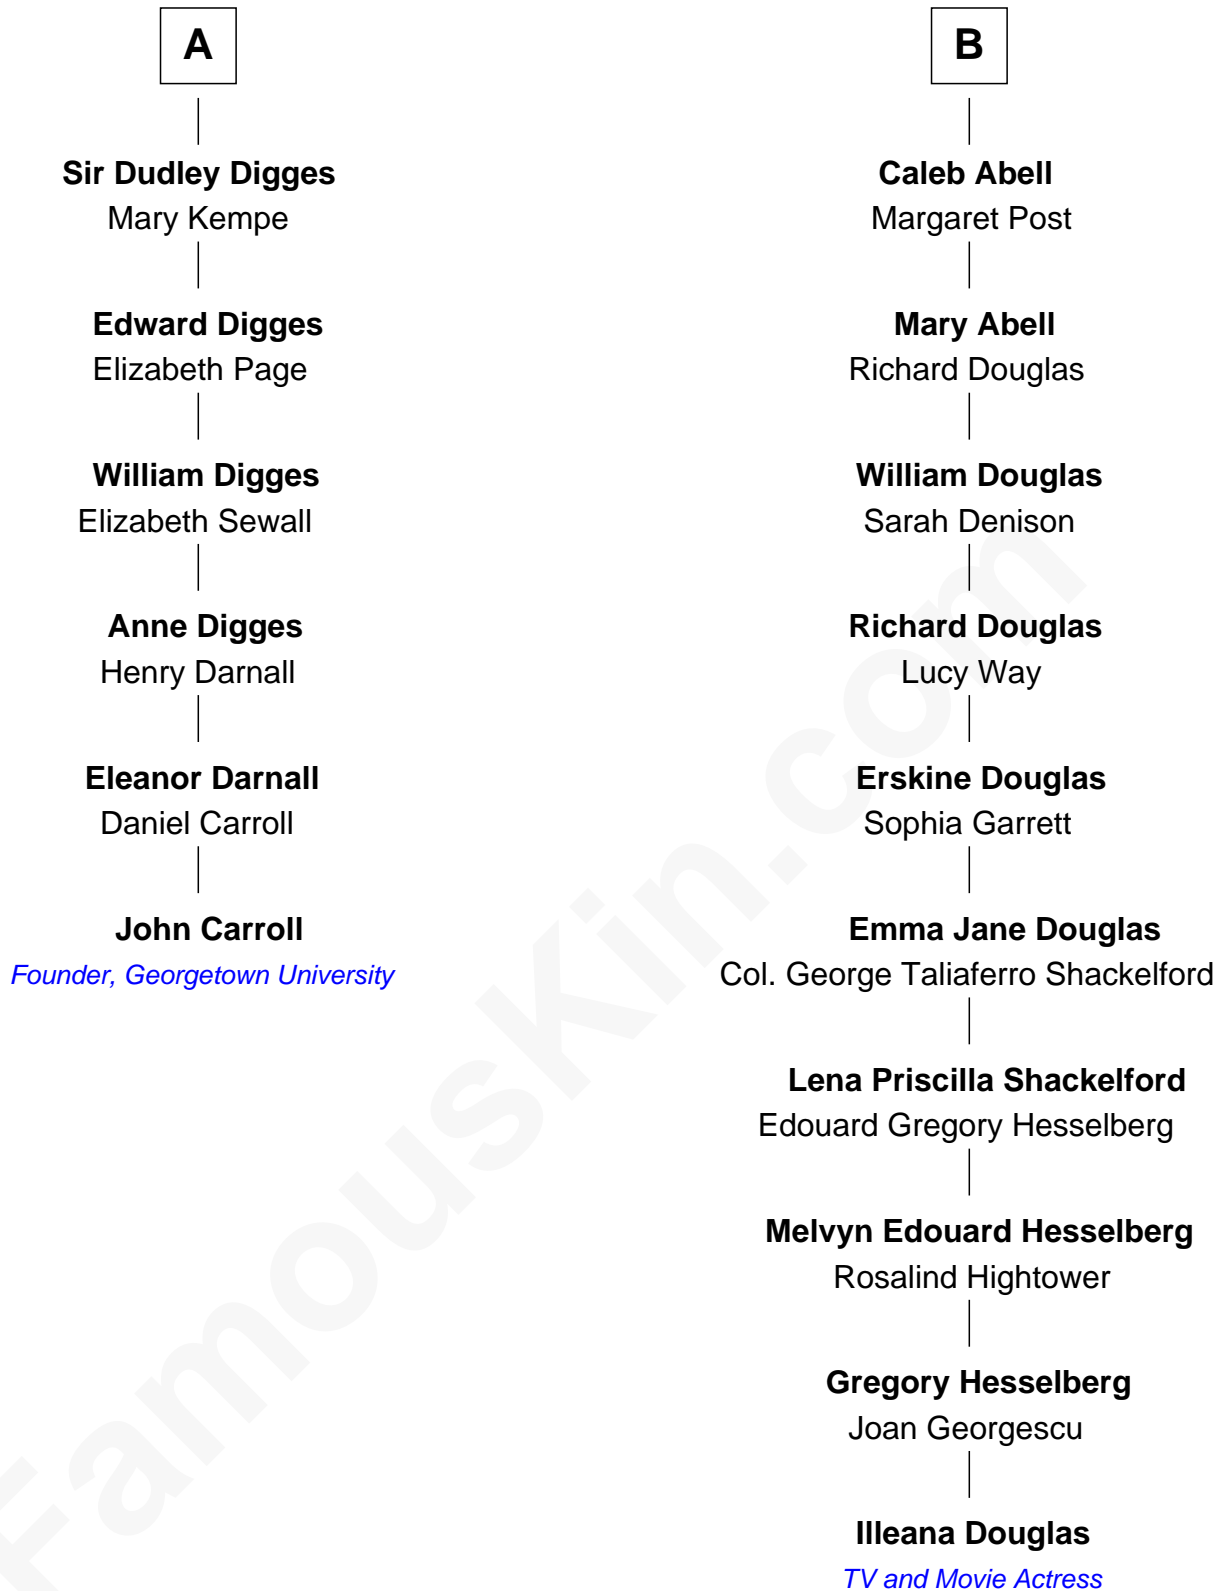 A
Sir Dudley Digges
Mary Kempe
Edward Digges
Elizabeth Page
William Digges
Elizabeth Sewall
Anne Digges
Henry Darnall
Eleanor Darnall
Daniel Carroll
John Carroll
Founder, Georgetown University
B
Caleb Abell
Margaret Post
Mary Abell
Richard Douglas
William Douglas
Sarah Denison
Richard Douglas
Lucy Way
Erskine Douglas
Sophia Garrett
Emma Jane Douglas
Col. George Taliaferro Shackelford
Lena Priscilla Shackelford
Edouard Gregory Hesselberg
Melvyn Edouard Hesselberg
Rosalind Hightower
Gregory Hesselberg
Joan Georgescu
Illeana Douglas
TV and Movie Actress
FamousKin.com